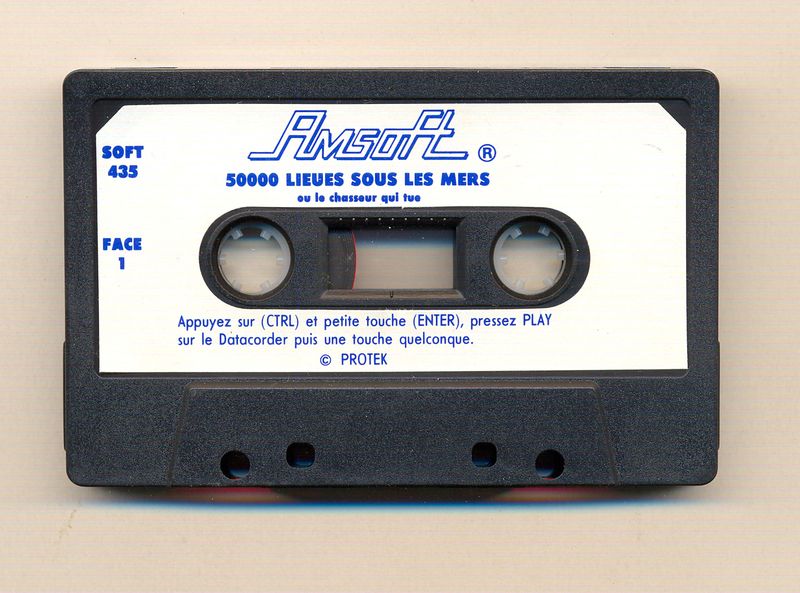 Amsoft ®
SOFT
435
50000 LIEUES SOUS LES MERS
ou le chasseur qui tue
FACE
1
Appuyez sur (CTRL) et petite touche (ENTER), pressez PLAY
sur le Datacorder puis une touche quelconque.
© PROTEK